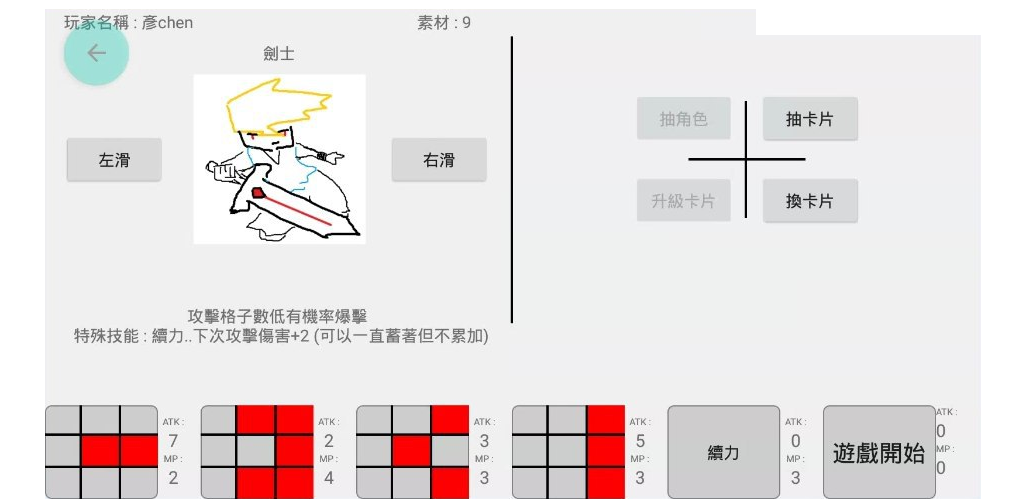 玩家名稱 : 彥chen
素材 : 9
劍士
左滑
右滑
抽角色
抽卡片
升級卡片
換卡片
攻擊格子數低有機率爆擊
特殊技能 : 續力..下次攻擊傷害+2 (可以一直蓄著但不累加)
ATK :
7
MP :
2
ATK :
2
MP :
4
ATK :
3
MP :
3
ATK :
5
MP :
3
續力
ATK :
0
MP :
3
遊戲開始
ATK :
0
MP :
0